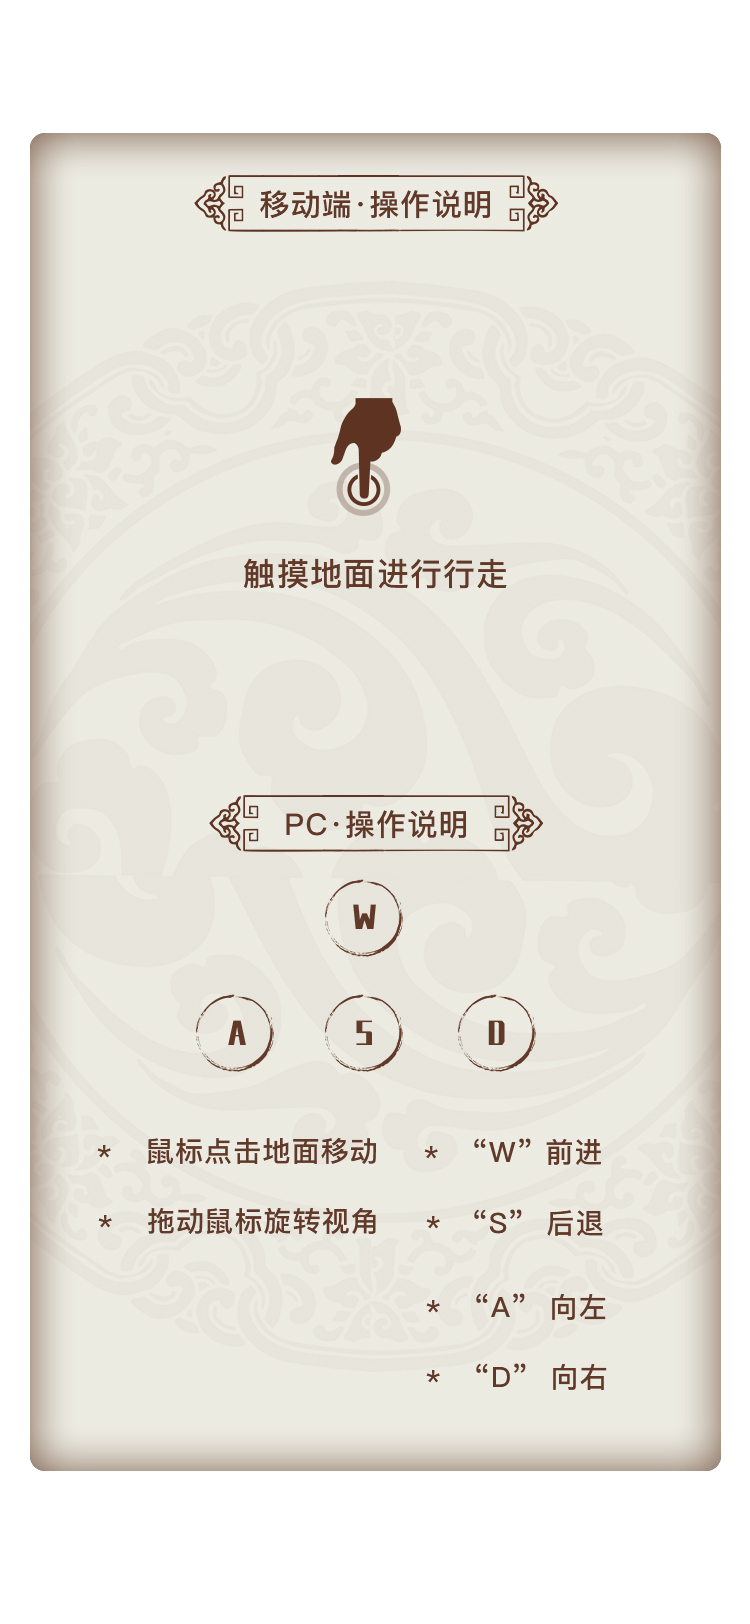 移动端·操作说明
触摸地面进行行走
PC·操作说明
W
A S D
* 鼠标点击地面移动
* 拖动鼠标旋转视角
* “W” 前进
* “S” 后退
* “A” 向左
* “D” 向右